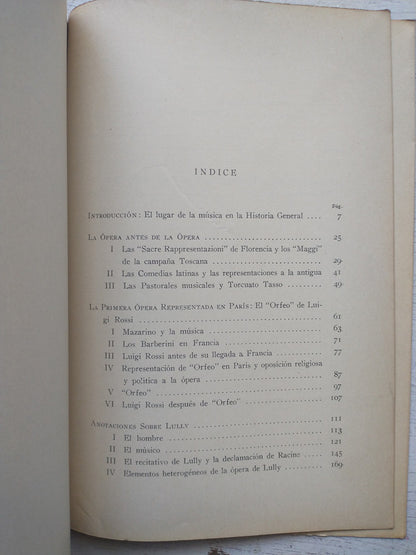 INDICE
Pág.
INTRODUCCIÓN: El lugar de la música en la Historia General .... 7
LA ÓPERA ANTES DE LA ÓPERA .......................... 25
I Las "Sacre Rappresentazioni" de Florencia y los "Maggi"
de la campaña Toscana .......................... 29
II Las Comedias latinas y las representaciones a la antigua 41
III Las Pastorales musicales y Torcuato Tasso .......... 49
LA PRIMERA ÓPERA REPRESENTADA EN PARÍS: El "Orfeo" de Lui-
gi Rossi .......................... 61
I Mazarino y la música .......................... 63
II Los Barberini en Francia .......................... 71
III Luigi Rossi antes de su llegada a Francia .......... 77
IV Representación de "Orfeo" en París y oposición religiosa
y política a la ópera .......................... 87
V "Orfeo" .......................... 97
VI Luigi Rossi después de "Orfeo" .......................... 107
ANOTACIONES SOBRE LULLY .......................... 111
I El hombre .......................... 113
II El músico .......................... 121
III El recitativo de Lully y la declamación de Racine .... 145
IV Elementos heterogéneos de la ópera de Lully .......... 169